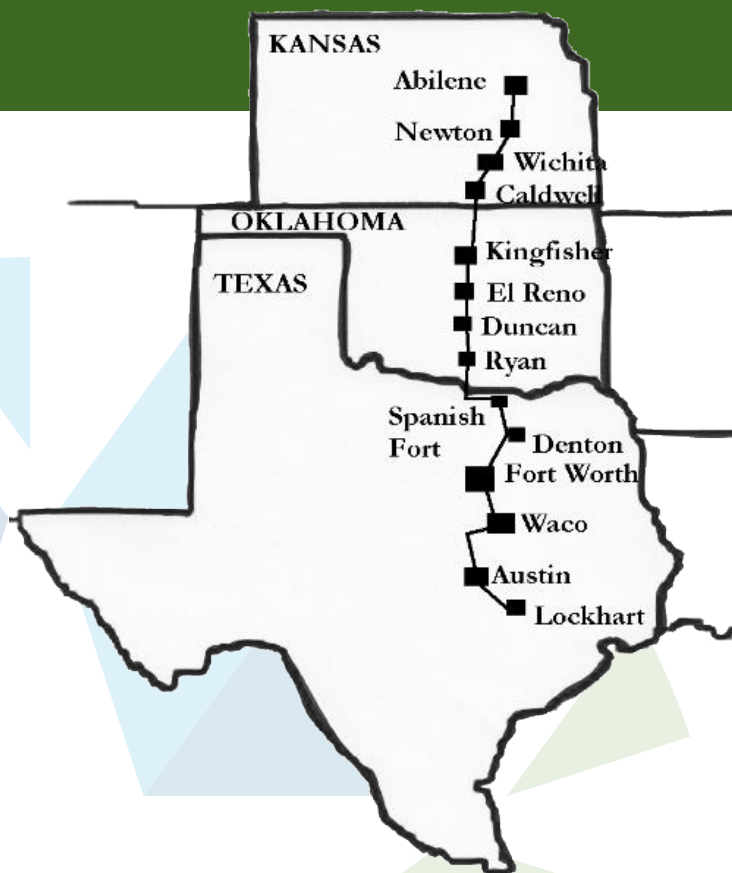 KANSAS
Abilene
Newton
Wichita
Caldwell
OKLAHOMA
Kingfisher
TEXAS
El Reno
Duncan
Ryan
Spanish
Fort
Denton
Fort Worth
Waco
Austin
Lockhart